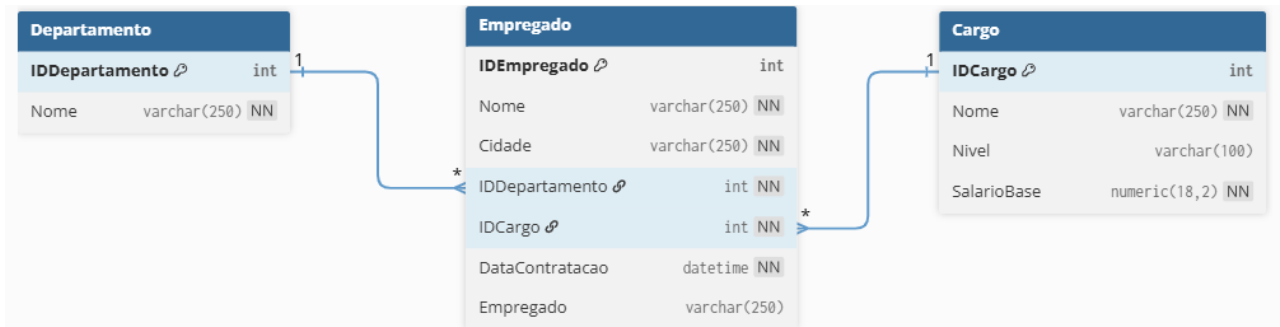 Departamento
IDDepartamento int
Nome varchar(250) NN
1
*
Empregado
IDEmpregado int
Nome varchar(250) NN
Cidade varchar(250) NN
IDDepartamento int NN
IDCargo int NN
DataContratacao datetime NN
Empregado varchar(250)
*
1
Cargo
IDCargo int
Nome varchar(250) NN
Nivel varchar(100)
SalarioBase numeric(18,2) NN